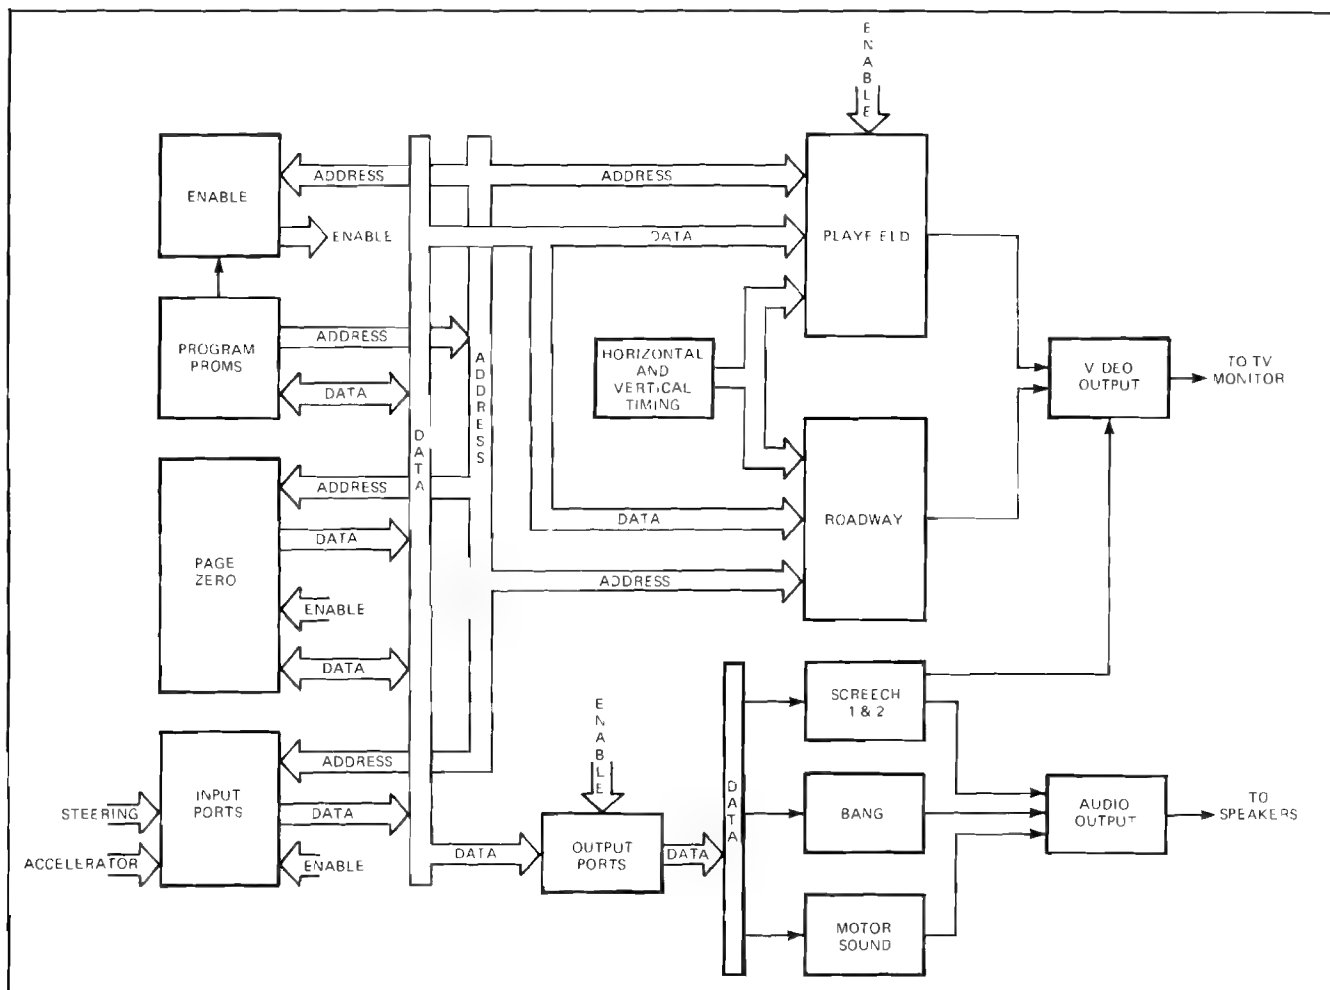 ENABLE
ADDRESS
ADDRESS
ENABLE
ENABLE
DATA
PLAYFIELD
PROGRAM
PROMS
ADDRESS
DATA
ADDRESS
DATA
HORIZONTAL
AND
VERTICAL
TIMING
VIDEO
OUTPUT
TO TV
MONITOR
PAGE
ZERO
ADDRESS
DATA
ENABLE
DATA
DATA
ROADWAY
ADDRESS
INPUT
PORTS
STEERING
ACCELERATOR
ADDRESS
DATA
ENABLE
ENABLE
DATA
OUTPUT
PORTS
DATA
DATA
SCREECH
1 & 2
BANG
MOTOR
SOUND
AUDIO
OUTPUT
TO
SPEAKERS